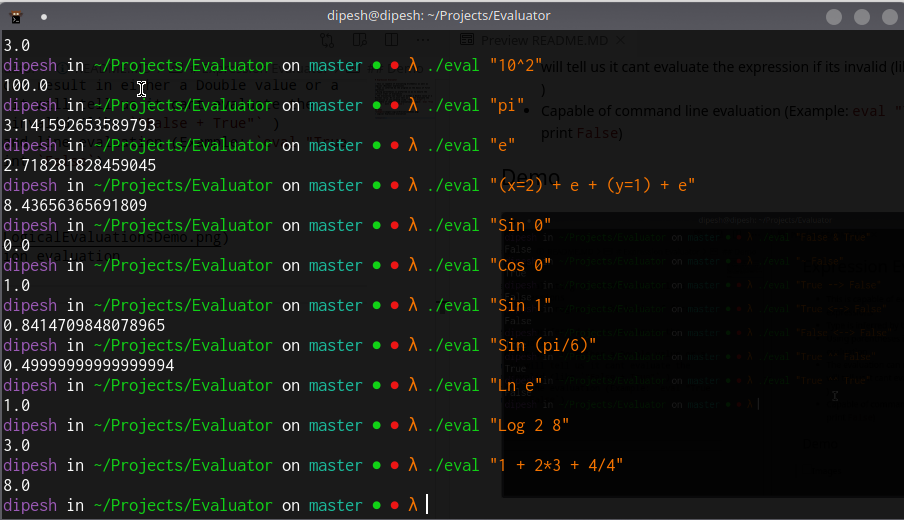 dipesh@dipesh: ~/Projects/Evaluator
3.0
dipesh in ~/Projects/Evaluator on master ● ● λ ./eval "10^2"
100.0
dipesh in ~/Projects/Evaluator on master ● ● λ ./eval "pi"
3.141592653589793
dipesh in ~/Projects/Evaluator on master ● ● λ ./eval "e"
2.718281828459045
dipesh in ~/Projects/Evaluator on master ● ● λ ./eval "(x=2) + e + (y=1) + e"
8.43656365691809
dipesh in ~/Projects/Evaluator on master ● ● λ ./eval "Sin 0"
0.0
dipesh in ~/Projects/Evaluator on master ● ● λ ./eval "Cos 0"
1.0
dipesh in ~/Projects/Evaluator on master ● ● λ ./eval "Sin 1"
0.8414709848078965
dipesh in ~/Projects/Evaluator on master ● ● λ ./eval "Sin (pi/6)"
0.49999999999999994
dipesh in ~/Projects/Evaluator on master ● ● λ ./eval "Ln e"
1.0
dipesh in ~/Projects/Evaluator on master ● ● λ ./eval "Log 2 8"
3.0
dipesh in ~/Projects/Evaluator on master ● ● λ ./eval "1 + 2*3 + 4/4"
8.0
dipesh in ~/Projects/Evaluator on master ● ● λ
Preview README.MD
will tell us it cant evaluate the expression if its invalid (li
)
Capable of command line evaluation (Example: eval "
print False)
Demo